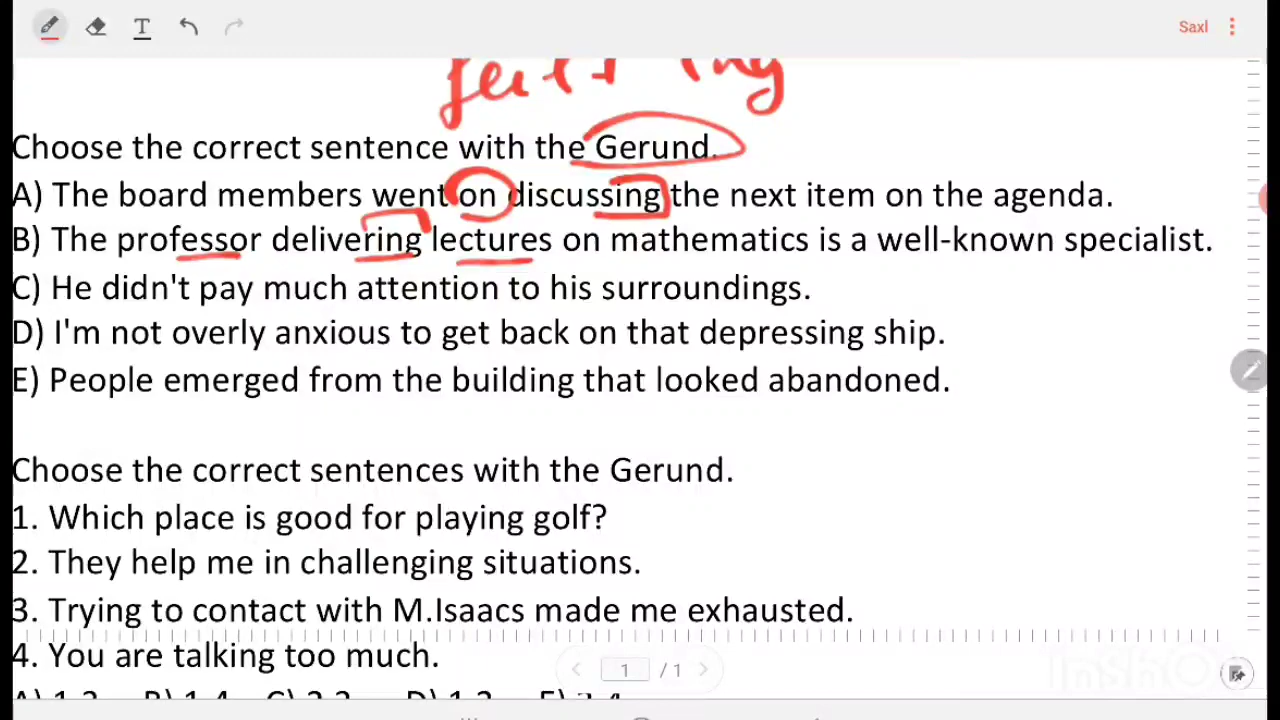 Saxl
Choose the correct sentence with the Gerund.
A) The board members went on discussing the next item on the agenda.
B) The professor delivering lectures on mathematics is a well-known specialist.
C) He didn't pay much attention to his surroundings.
D) I'm not overly anxious to get back on that depressing ship.
E) People emerged from the building that looked abandoned.
Choose the correct sentences with the Gerund.
1. Which place is good for playing golf?
2. They help me in challenging situations.
3. Trying to contact with M.Isaacs made me exhausted.
4. You are talking too much.
1 / 1